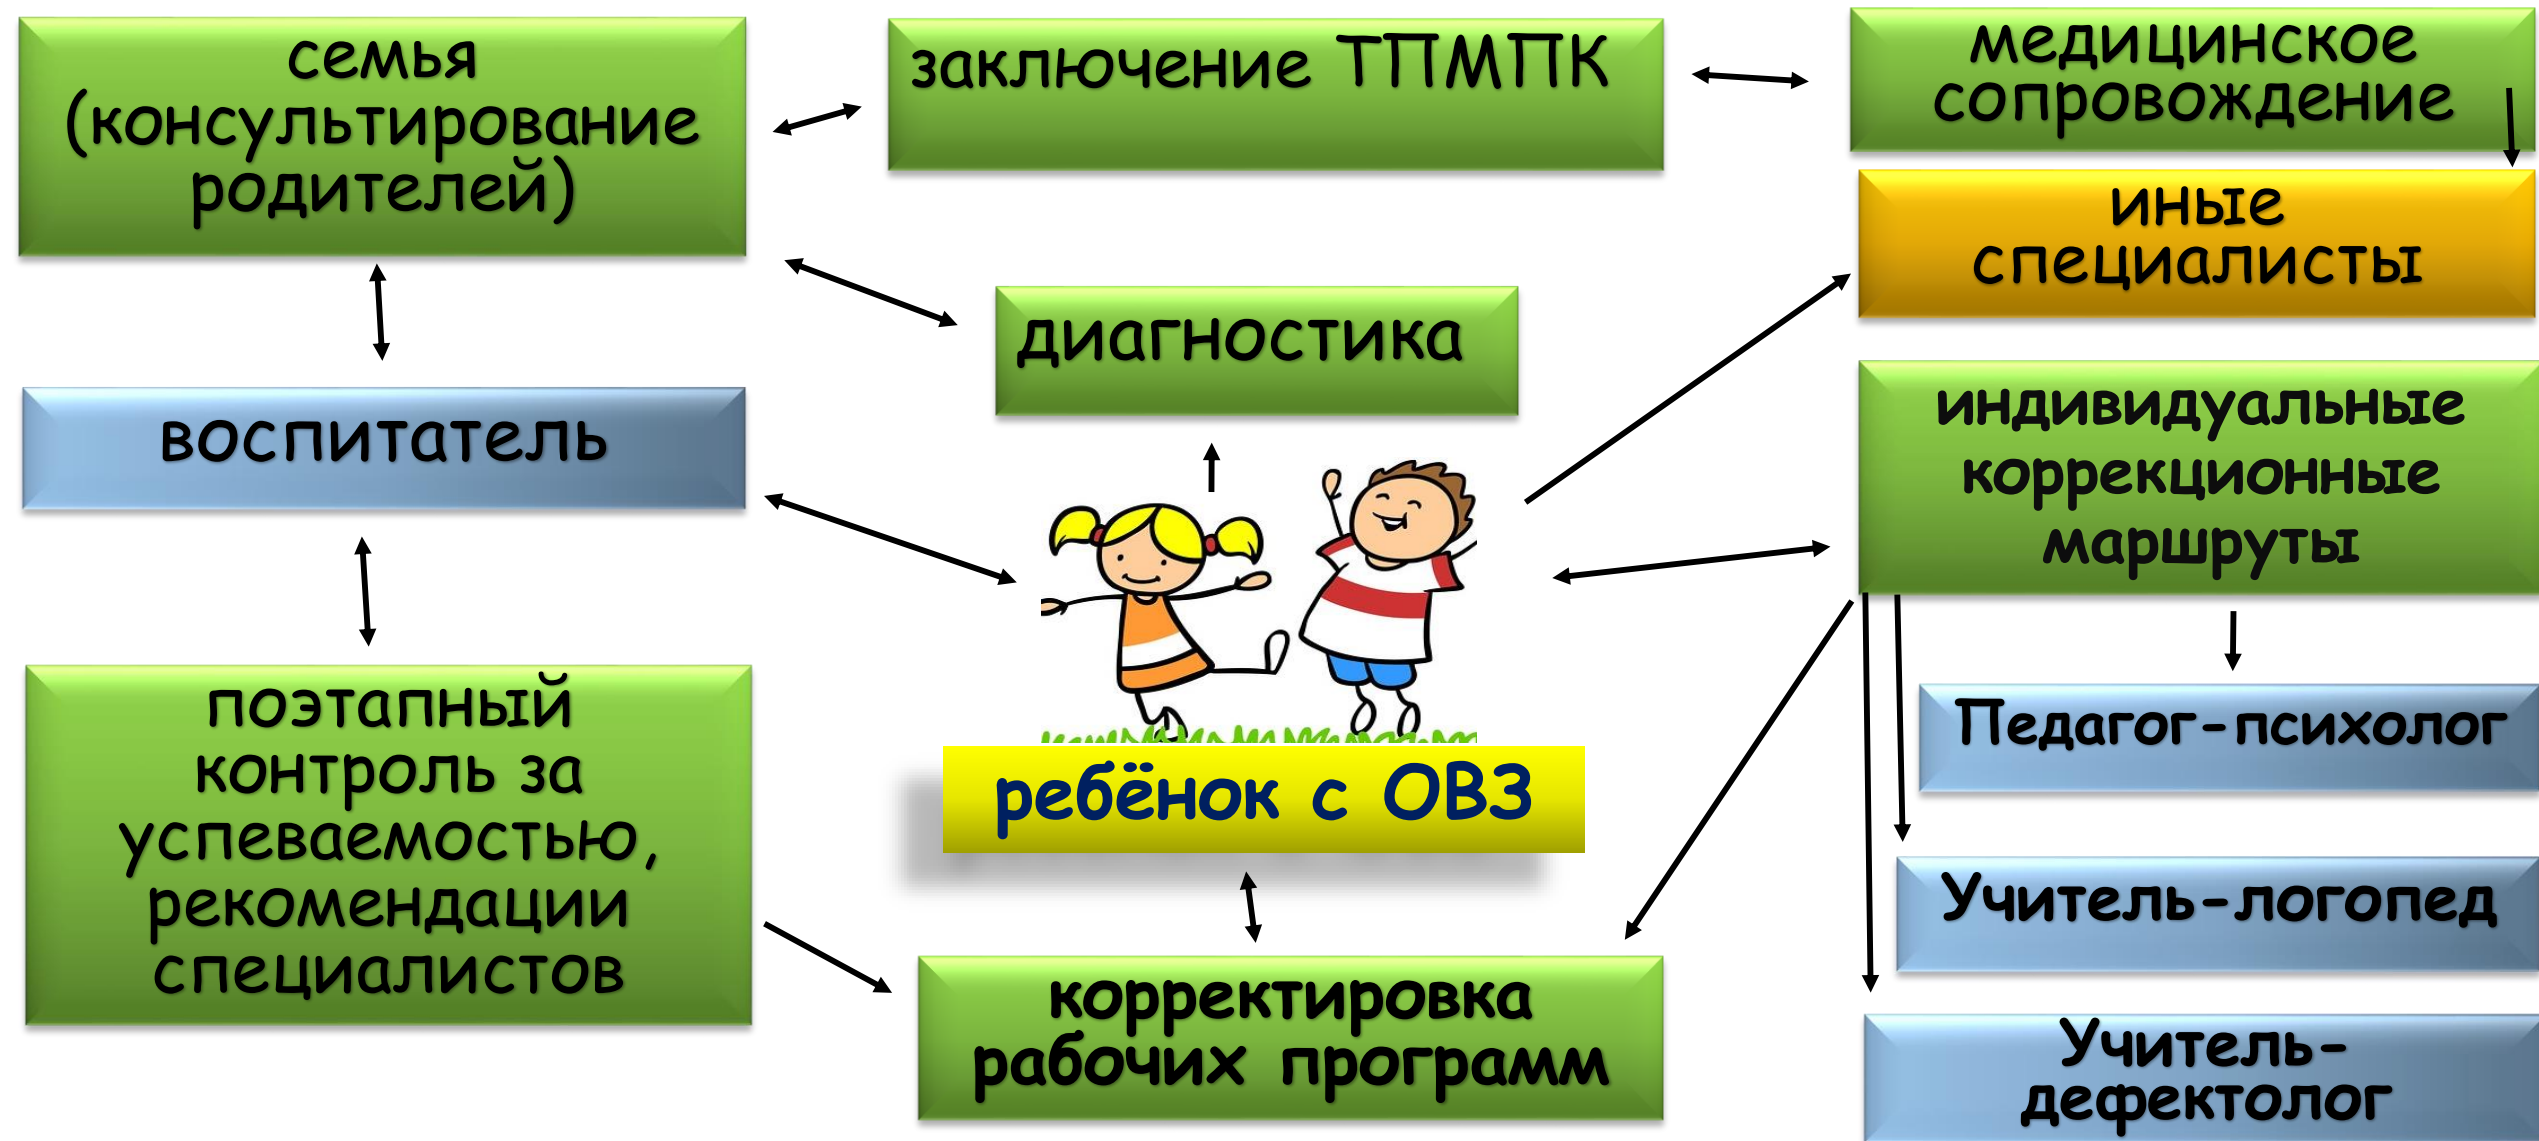 семья
(консультирование
родителей)
заключение ТПМПК
медицинское
сопровождение
иные
специалисты
диагностика
воспитатель
индивидуальные
коррекционные
маршруты
поэтапный
контроль за
успеваемостью,
рекомендации
специалистов
ребёнок с ОВЗ
Педагог-психолог
Учитель-логопед
корректировка
рабочих программ
Учитель-
дефектолог